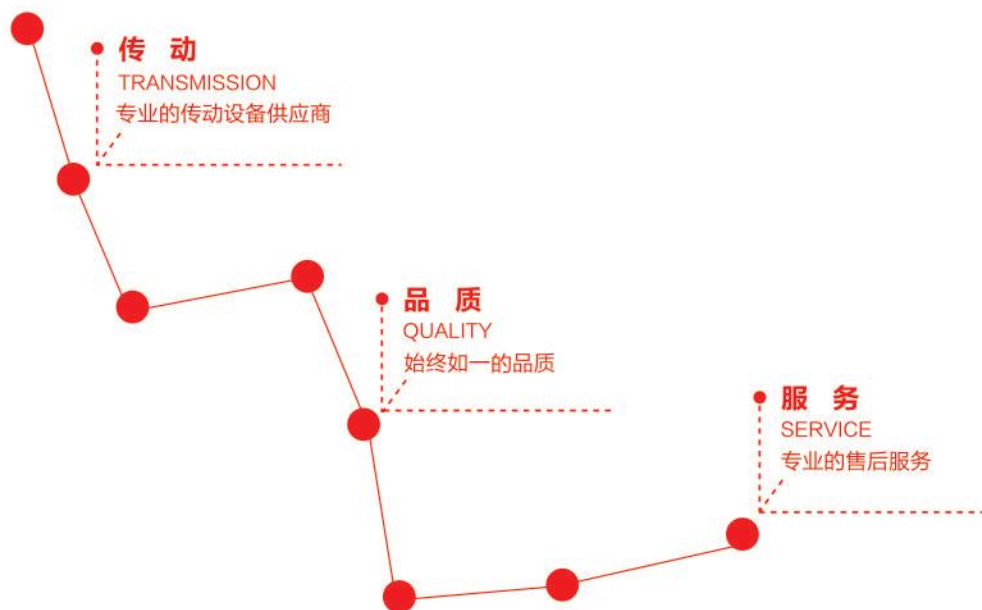 传 动
TRANSMISSION
专业的传动设备供应商
品 质
QUALITY
始终如一的品质
服 务
SERVICE
专业的售后服务